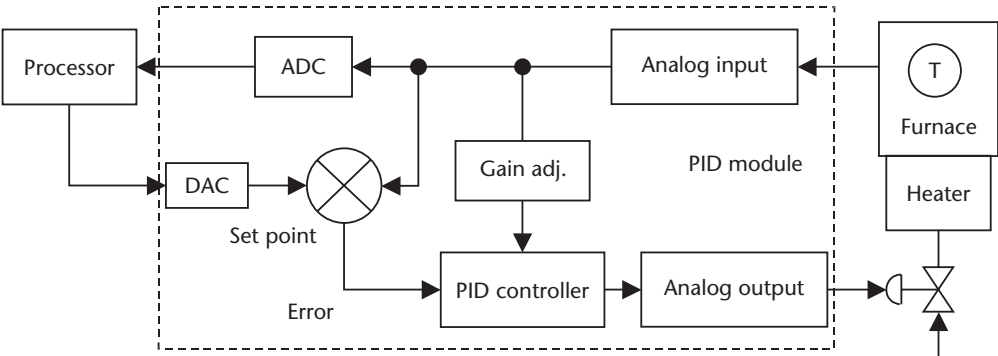 Processor
ADC
Analog input
T
Furnace
Gain adj.
PID module
DAC
Heater
Set point
PID controller
Analog output
Error